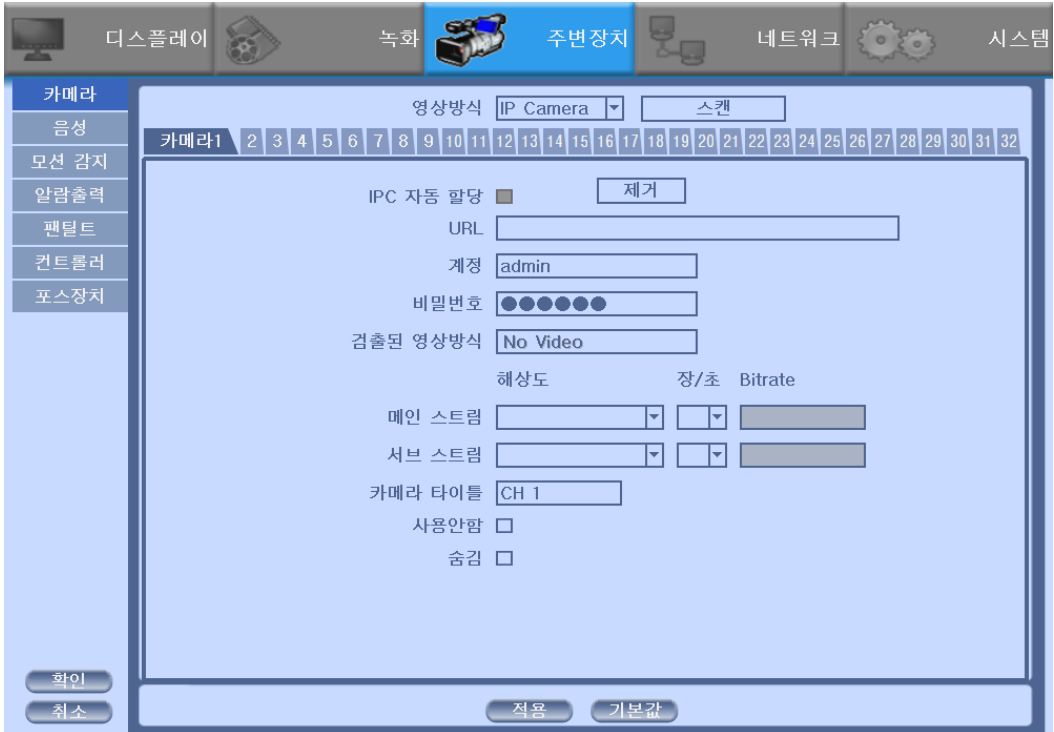 디스플레이 녹화 주변장치 네트워크 시스템
카메라
음성
모션 감지
알람출력
팬틸트
컨트롤러
포스장치
확인
취소
영상방식 IP Camera 스캔
카메라1 2 3 4 5 6 7 8 9 10 11 12 13 14 15 16 17 18 19 20 21 22 23 24 25 26 27 28 29 30 31 32
IPC 자동 할당 제거
URL
계정 admin
비밀번호 ●●●●●●
검출된 영상방식 No Video
해상도 장/초 Bitrate
메인 스트림
서브 스트림
카메라 타이틀 CH 1
사용안함
숨김
적용 기본값